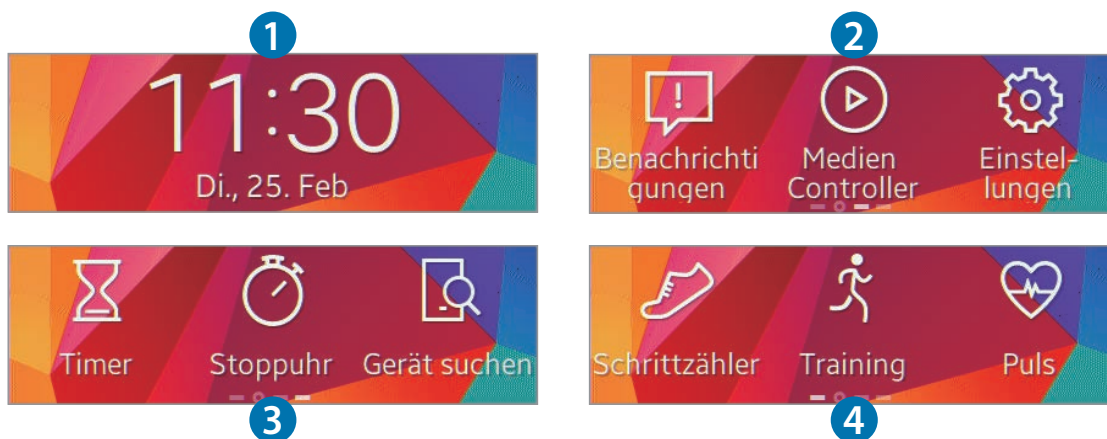 1
11:30
Di., 25. Feb
2
Benachrichti
gungen
Medien
Controller
Einstel-
lungen
Timer
Stoppuhr
Gerät suchen
3
Schrittzähler
Training
Puls
4